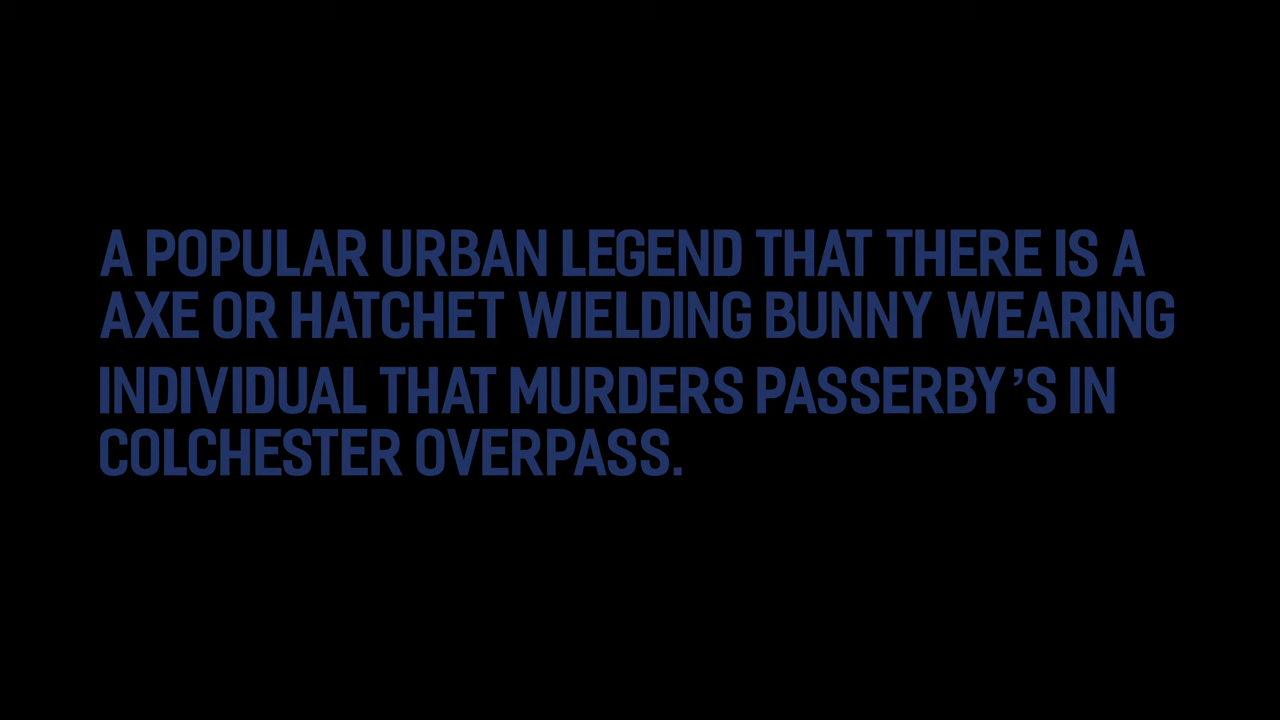 A POPULAR URBAN LEGEND THAT THERE IS A
AXE OR HATCHET WIELDING BUNNY WEARING
INDIVIDUAL THAT MURDERS PASSERBY’S IN
COLCHESTER OVERPASS.